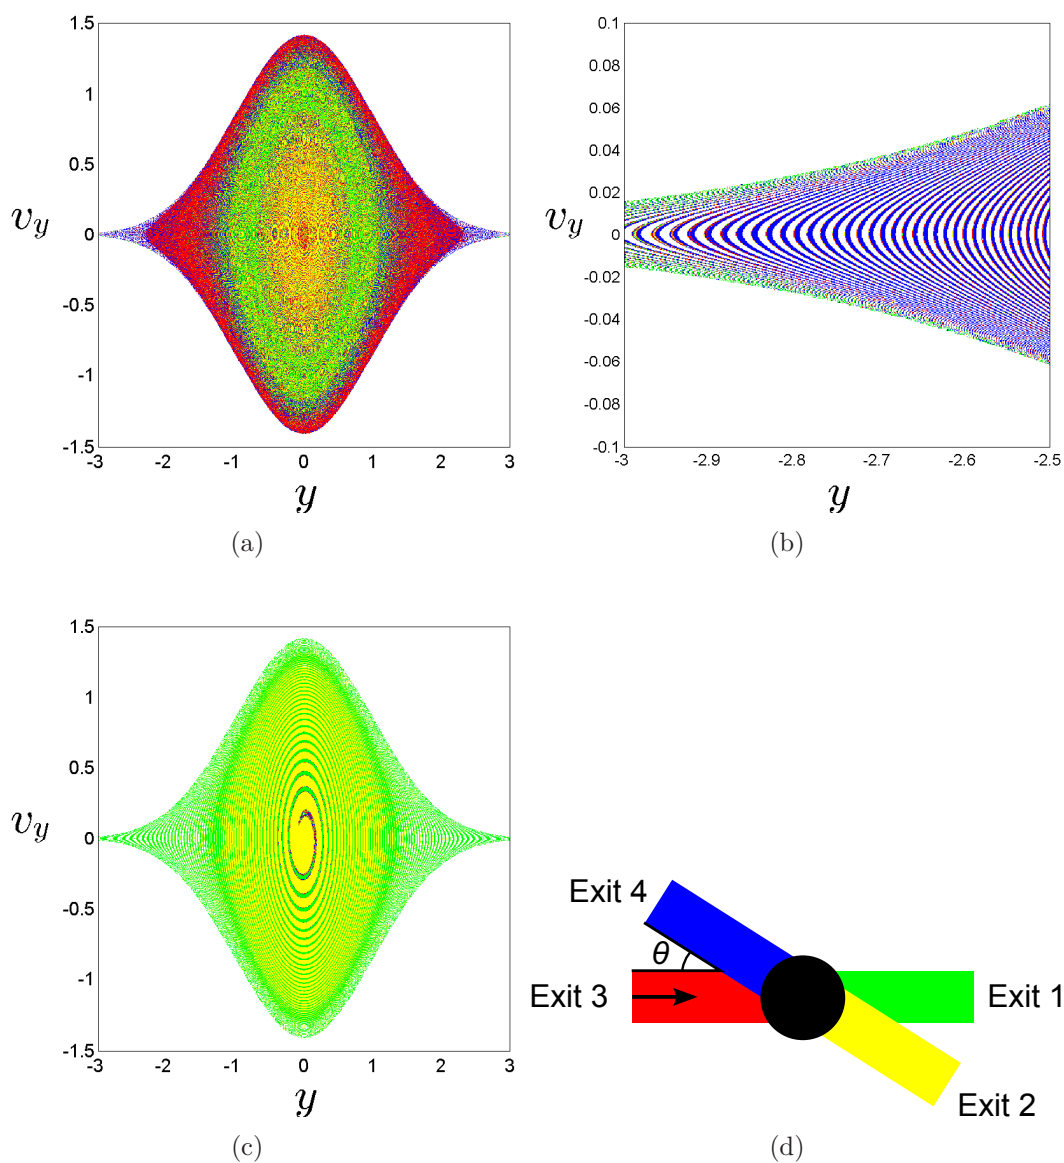 1.5
1
0.5
0
-0.5
-1
-1.5
v_y
-3 -2 -1 0 1 2 3
y
(a)
0.1
0.08
0.06
0.04
0.02
0
-0.02
-0.04
-0.06
-0.08
-0.1
v_y
-3 -2.9 -2.8 -2.7 -2.6 -2.5
y
(b)
1.5
1
0.5
0
-0.5
-1
-1.5
v_y
-3 -2 -1 0 1 2 3
y
(c)
Exit 4
θ
Exit 3
Exit 1
Exit 2
(d)